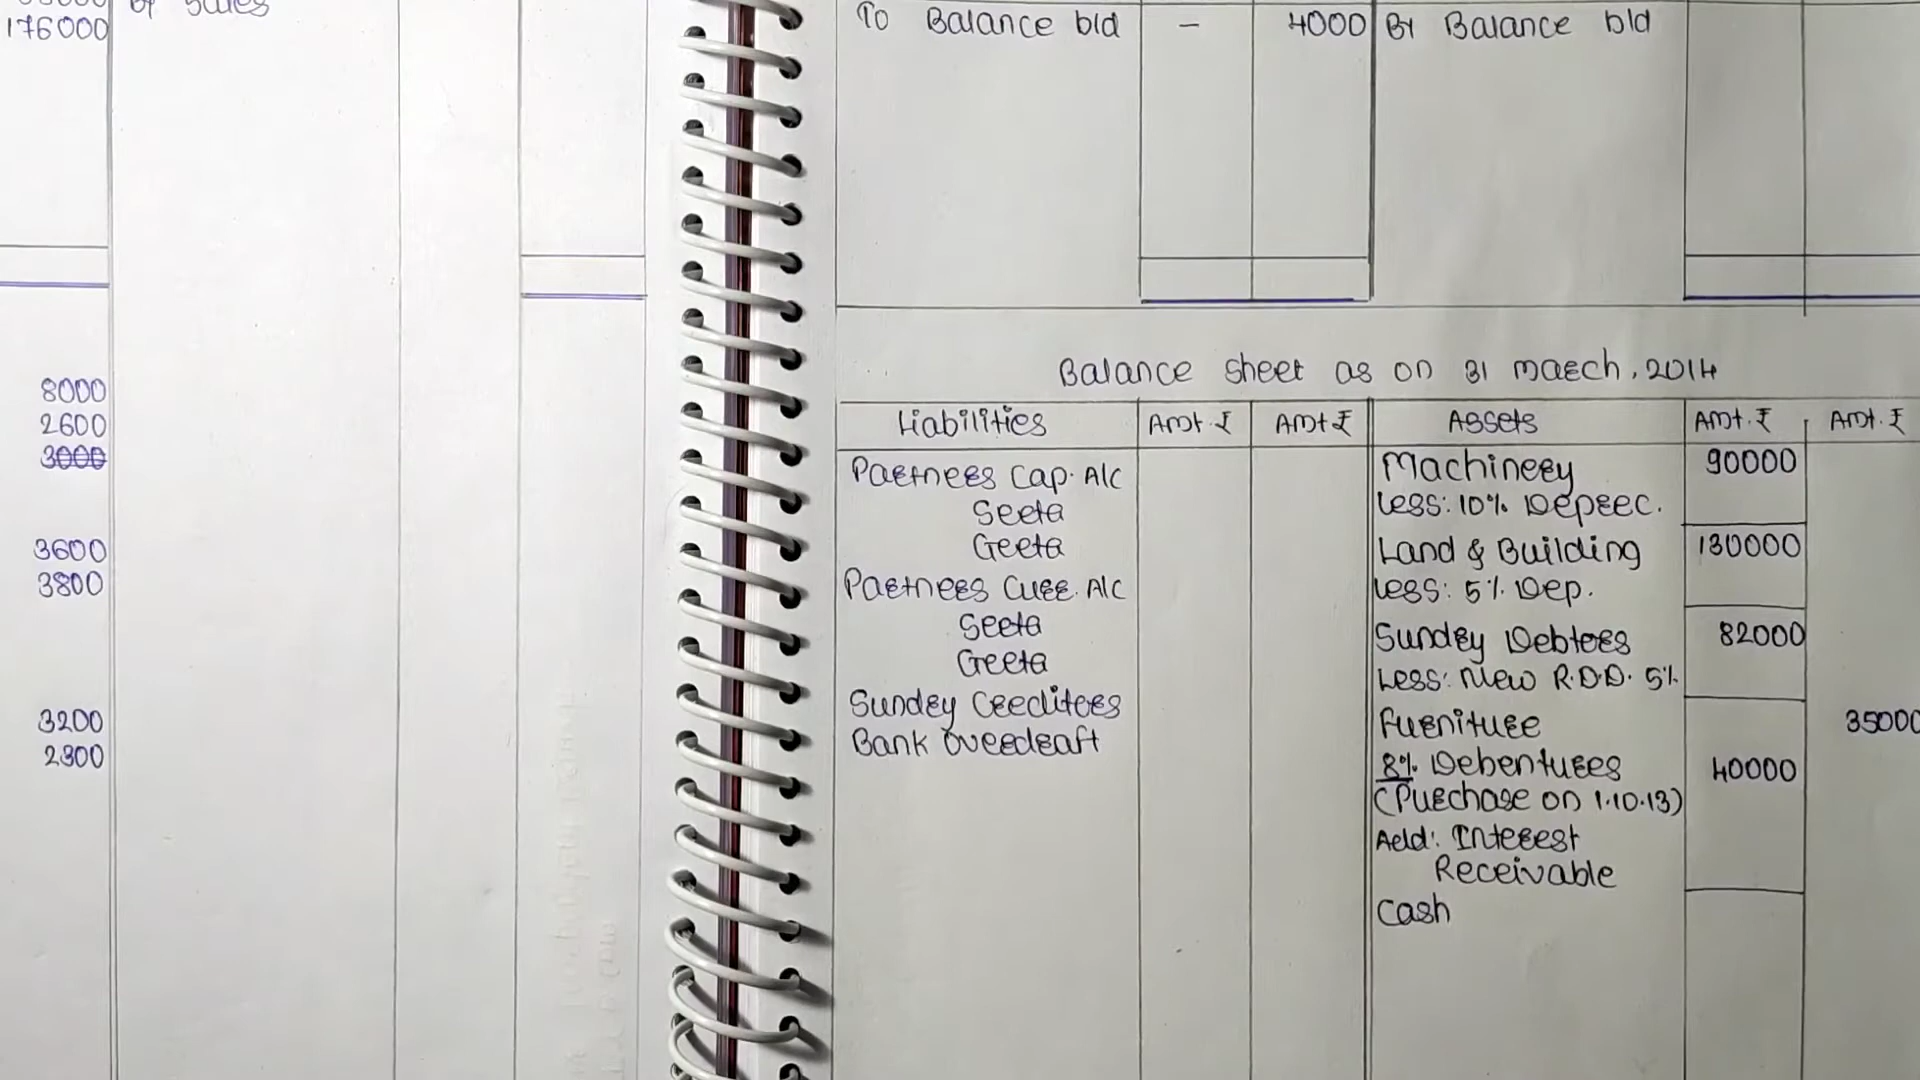 176000 By Sales
8000
2600
3000
3600
3800
3200
2300
To Balance b/d - 4000 By Balance b/d
Balance sheet as on 31 March, 2014
Liabilities Amt.₹ Amt₹ Assets Amt.₹ Amt.₹
Partners Cap. A/c
Seeta
Geeta
Partners Curr. A/c
Seeta
Geeta
Sundry Creditors
Bank Overdraft
Machinery 90000
Less: 10% Deprec.
Land & Building 130000
Less: 5% Dep.
Sundry Debtors 82000
Less: New R.D.D. 5%
Furniture 35000
8% Debentures 40000
(Purchase on 1.10.13)
Add: Interest
Receivable
Cash